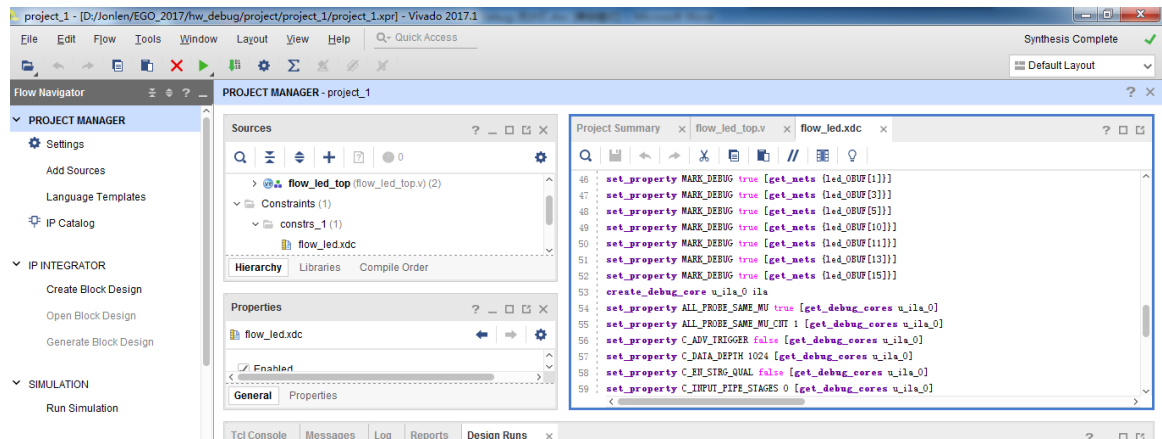 project_1 - [D:/Jonlen/EGO_2017/hw_debug/project/project_1/project_1.xpr] - Vivado 2017.1
File Edit Flow Tools Window Layout View Help Quick Access
Synthesis Complete
Default Layout
Flow Navigator
PROJECT MANAGER - project_1
PROJECT MANAGER
Settings
Add Sources
Language Templates
IP Catalog
IP INTEGRATOR
Create Block Design
Open Block Design
Generate Block Design
SIMULATION
Run Simulation
Sources
0
flow_led_top (flow_led_top.v) (2)
Constraints (1)
constrs_1 (1)
flow_led.xdc
Hierarchy Libraries Compile Order
Properties
flow_led.xdc
Enabled
General Properties
Project Summary flow_led_top.v flow_led.xdc
46 set_property MARK_DEBUG true [get_nets {led_OBUF[1]}]
47 set_property MARK_DEBUG true [get_nets {led_OBUF[3]}]
48 set_property MARK_DEBUG true [get_nets {led_OBUF[5]}]
49 set_property MARK_DEBUG true [get_nets {led_OBUF[10]}]
50 set_property MARK_DEBUG true [get_nets {led_OBUF[11]}]
51 set_property MARK_DEBUG true [get_nets {led_OBUF[13]}]
52 set_property MARK_DEBUG true [get_nets {led_OBUF[15]}]
53 create_debug_core u_ila_0 ila
54 set_property ALL_PROBE_SAME_MU true [get_debug_cores u_ila_0]
55 set_property ALL_PROBE_SAME_MU_CNT 1 [get_debug_cores u_ila_0]
56 set_property C_ADV_TRIGGER false [get_debug_cores u_ila_0]
57 set_property C_DATA_DEPTH 1024 [get_debug_cores u_ila_0]
58 set_property C_EN_STRG_QUAL false [get_debug_cores u_ila_0]
59 set_property C_INPUT_PIPE_STAGES 0 [get_debug_cores u_ila_0]
Tcl Console Messages Log Reports Design Runs